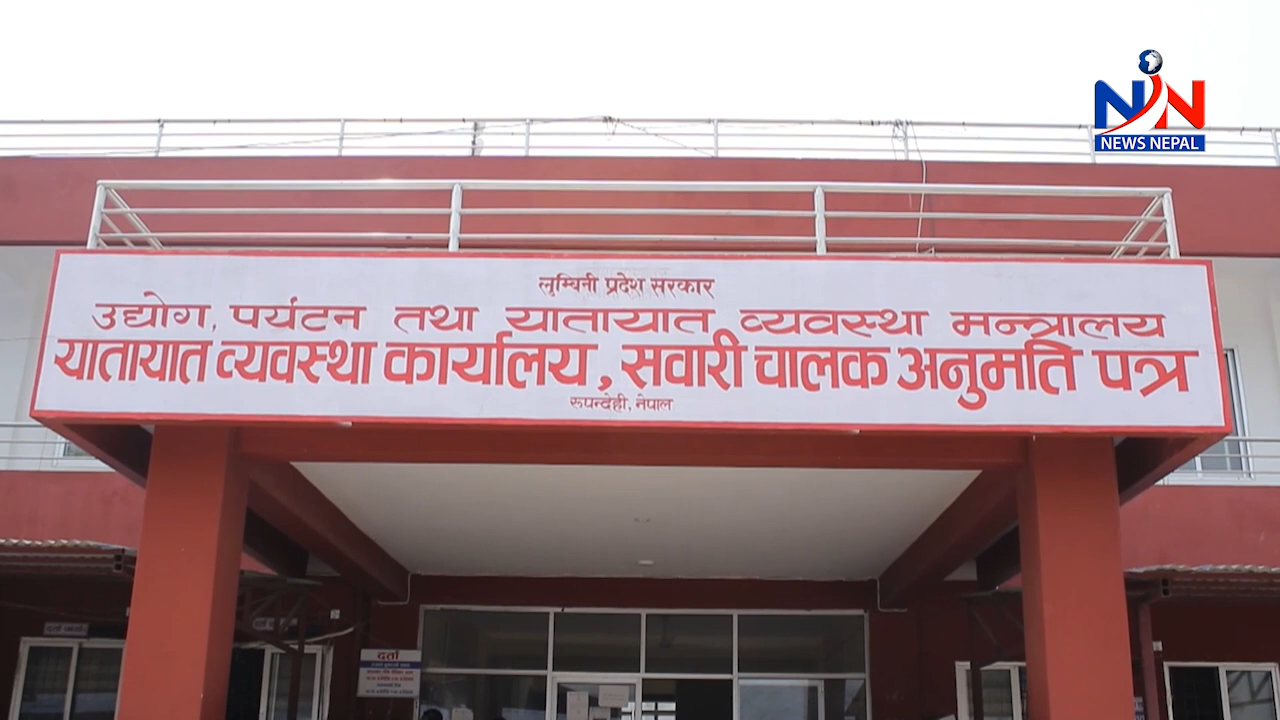 NN
NEWS NEPAL
लुम्बिनी प्रदेश सरकार
उद्योग, पर्यटन तथा यातायात व्यवस्था मन्त्रालय
यातायात व्यवस्था कार्यालय, सवारी चालक अनुमति पत्र
रुपन्देही, नेपाल
दर्ता